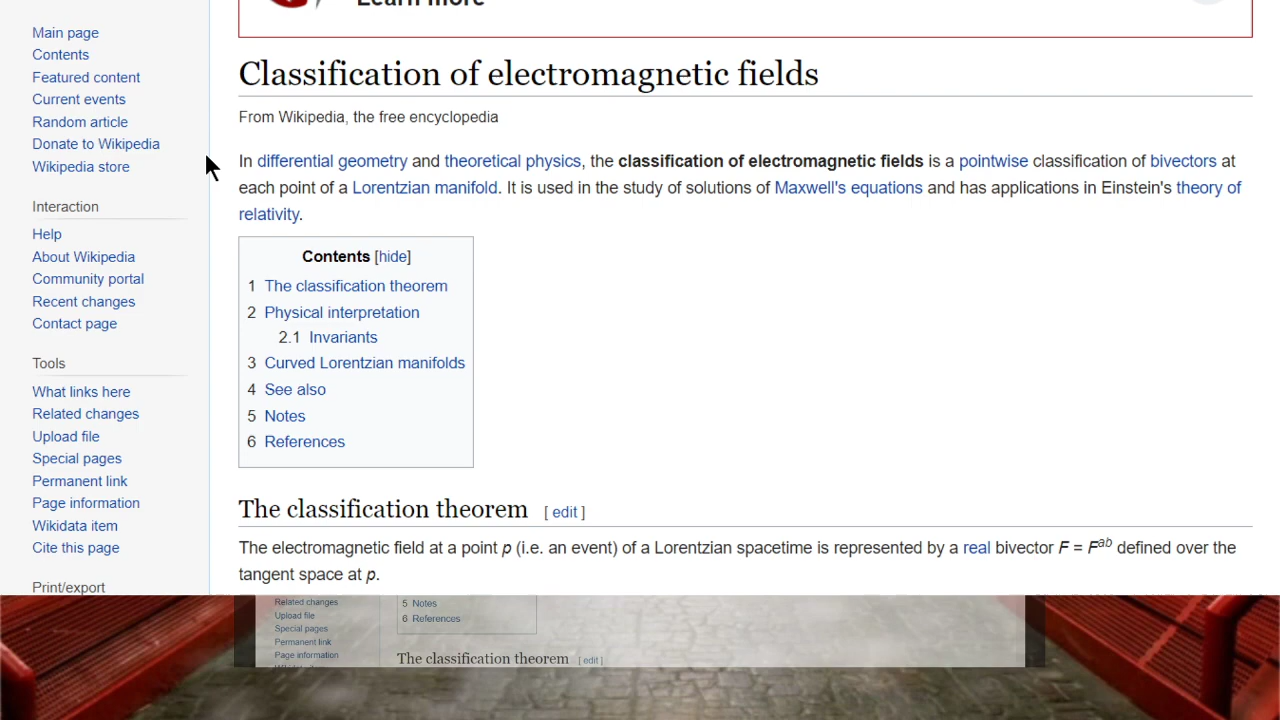 Learn more
Main page
Contents
Featured content
Current events
Random article
Donate to Wikipedia
Wikipedia store
Interaction
Help
About Wikipedia
Community portal
Recent changes
Contact page
Tools
What links here
Related changes
Upload file
Special pages
Permanent link
Page information
Wikidata item
Cite this page
Print/export
Classification of electromagnetic fields
From Wikipedia, the free encyclopedia
In differential geometry and theoretical physics, the classification of electromagnetic fields is a pointwise classification of bivectors at
each point of a Lorentzian manifold. It is used in the study of solutions of Maxwell's equations and has applications in Einstein's theory of
relativity.
Contents [hide]
1 The classification theorem
2 Physical interpretation
2.1 Invariants
3 Curved Lorentzian manifolds
4 See also
5 Notes
6 References
The classification theorem [ edit ]
The electromagnetic field at a point p (i.e. an event) of a Lorentzian spacetime is represented by a real bivector F = F^ab defined over the
tangent space at p.
Related changes
Upload file
Special pages
Permanent link
Page information
5 Notes
6 References
The classification theorem [ edit ]